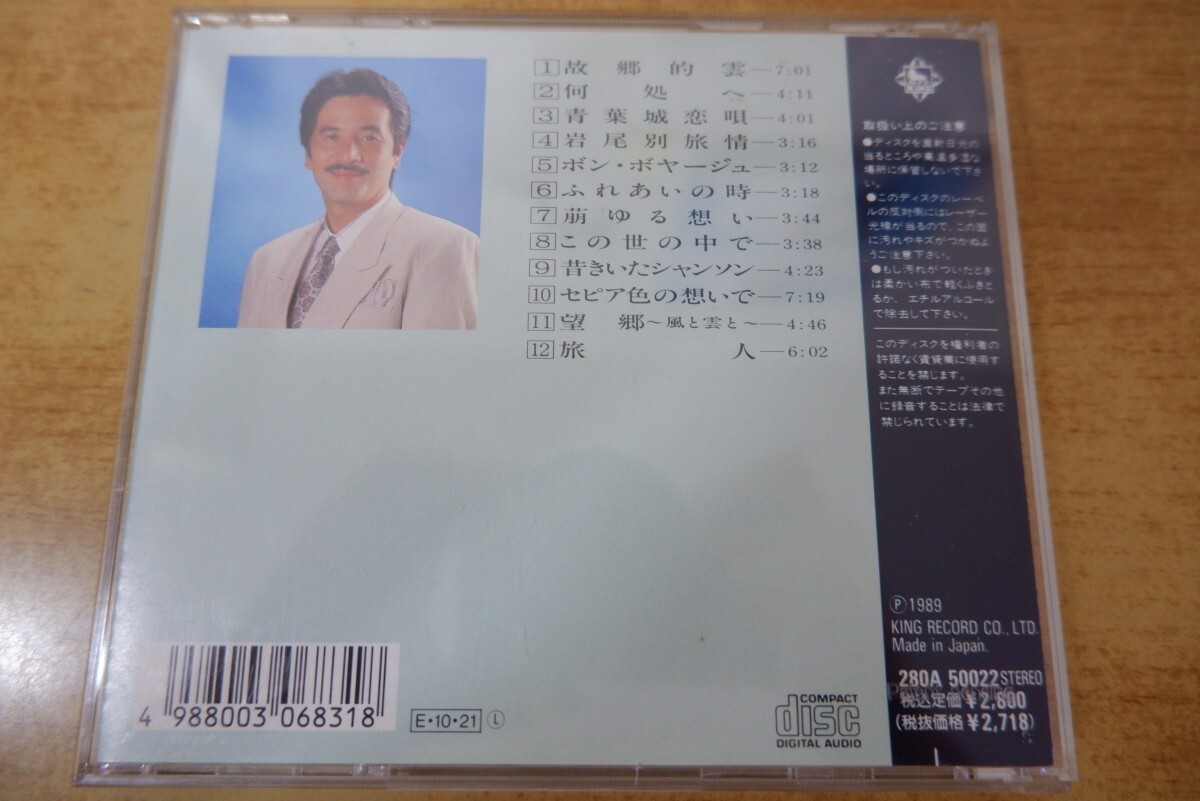 1 故郷的雲—7:01
2 何処へ—4:11
3 青葉城恋唄—4:01
4 岩尾別旅情—3:16
5 ボン・ボヤージュ—3:12
6 ふれあいの時—3:18
7 萠ゆる想い—3:44
8 この世の中で—3:38
9 昔きいたシャンソン—4:23
10 セピア色の想いで—7:19
11 望郷〜風と雲と〜—4:46
12 旅人—6:02
取扱い上のご注意
●ディスクを直射日光の
当るところや高温多湿な
場所に保管しないで下さ
い。
●このディスクのレーベ
ルの反対側にはレーザー
光線が当るので、この面
に汚れやキズがつかぬよ
うご注意下さい。
●もし汚れがついたとき
は柔かい布で軽くふきと
るか、エチルアルコール
で除去して下さい。
このディスクを権利者の
許諾なく賃貸業に使用す
ることを禁じます。
また無断でテープその他
に録音することは法律で
禁じられています。
Ⓟ1989
KING RECORD CO., LTD.
Made in Japan.
280A 50022 STEREO
税込定価¥2,800
(税抜価格¥2,718)
4 988003 068318
E・10・21 Ⓛ
COMPACT
disc
DIGITAL AUDIO